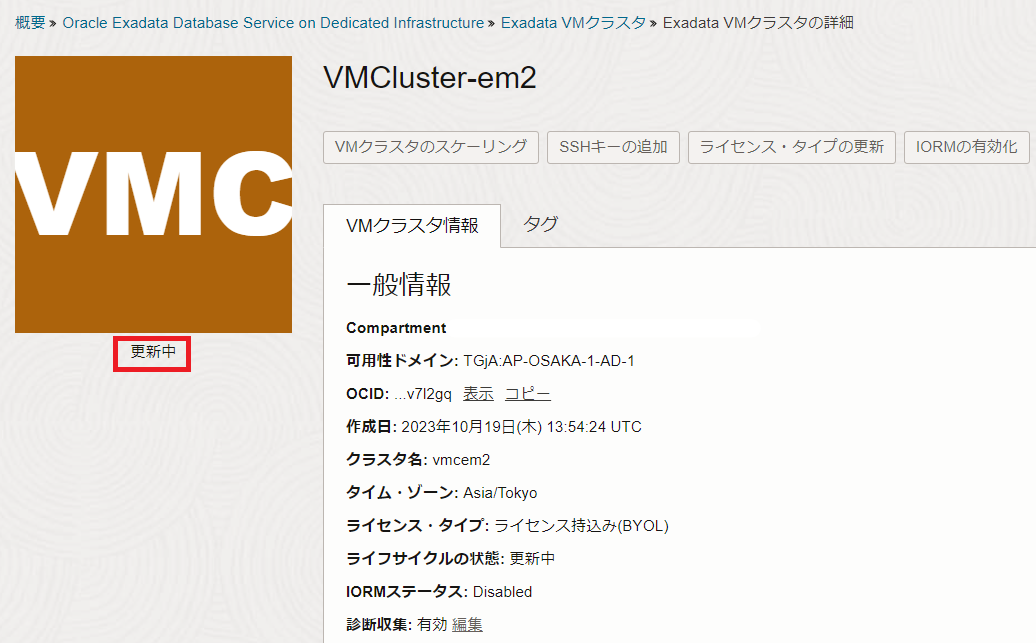 概要 » Oracle Exadata Database Service on Dedicated Infrastructure » Exadata VMクラスタ » Exadata VMクラスタの詳細
VMC
更新中
VMCluster-em2
VMクラスタのスケーリング SSHキーの追加 ライセンス・タイプの更新 IORMの有効化
VMクラスタ情報 タグ
一般情報
Compartment
可用性ドメイン: TGjA:AP-OSAKA-1-AD-1
OCID: ...v7l2gq 表示 コピー
作成日: 2023年10月19日(木) 13:54:24 UTC
クラスタ名: vmcem2
タイム・ゾーン: Asia/Tokyo
ライセンス・タイプ: ライセンス持込み(BYOL)
ライフサイクルの状態: 更新中
IORMステータス: Disabled
診断収集: 有効 編集